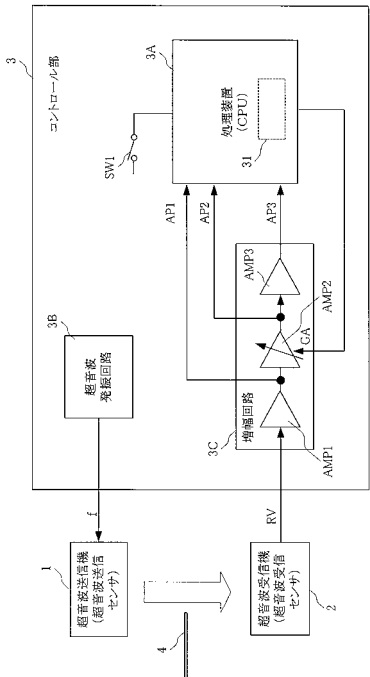 3
コントロール部
3A
処理装置
(CPU)
31
SW1
AP1
AP2
AP3
3B
超音波
発振回路
3C
増幅回路
AMP1
GA
AMP2
AMP3
f
RV
1
超音波送信機
(超音波送信
センサ)
4
超音波受信機
(超音波受信
センサ)
2